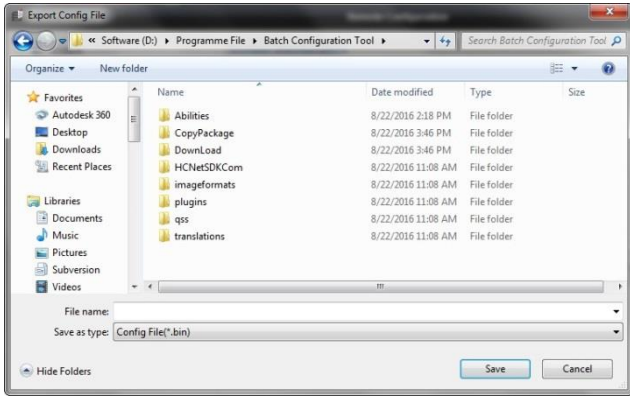 Export Config File
« Software (D:) ▸ Programme File ▸ Batch Configuration Tool ▸
Search Batch Configuration Tool
Organize ▾ New folder
Favorites
Autodesk 360
Desktop
Downloads
Recent Places
Libraries
Documents
Music
Pictures
Subversion
Videos
Name Date modified Type Size
Abilities 8/22/2016 2:18 PM File folder
CopyPackage 8/22/2016 3:46 PM File folder
DownLoad 8/22/2016 3:46 PM File folder
HCNetSDKCom 8/22/2016 11:08 AM File folder
imageformats 8/22/2016 11:08 AM File folder
plugins 8/22/2016 11:08 AM File folder
qss 8/22/2016 11:08 AM File folder
translations 8/22/2016 11:08 AM File folder
File name:
Save as type: Config File(*.bin)
Hide Folders
Save Cancel